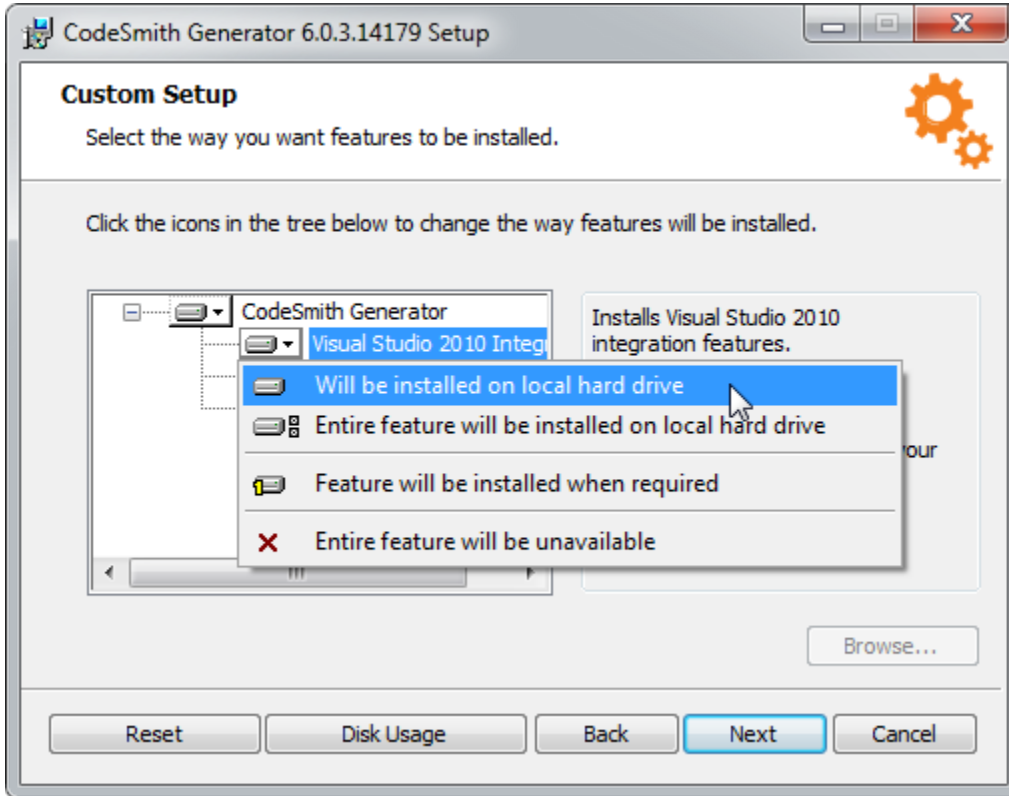 CodeSmith Generator 6.0.3.14179 Setup
Custom Setup
Select the way you want features to be installed.
Click the icons in the tree below to change the way features will be installed.
CodeSmith Generator
Visual Studio 2010
Installs Visual Studio 2010
integration features.
Will be installed on local hard drive
Entire feature will be installed on local hard drive
Feature will be installed when required
Entire feature will be unavailable
Browse...
Reset
Disk Usage
Back
Next
Cancel